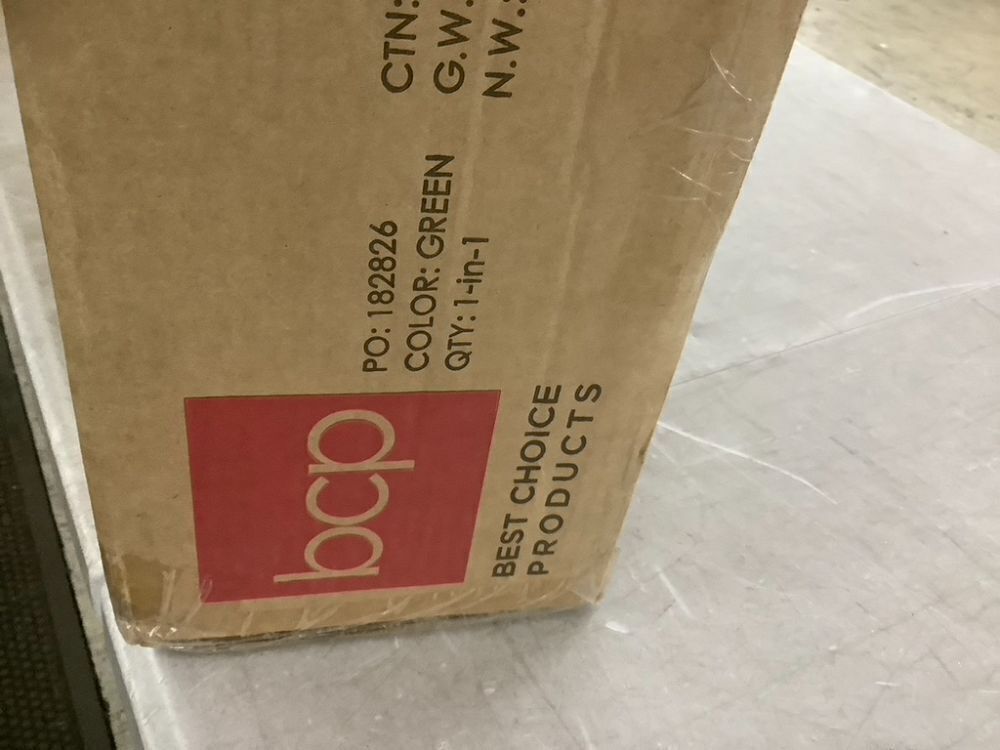 bcp
BEST CHOICE
PRODUCTS
PO: 182826
COLOR: GREEN
QTY: 1-in-1
CTN:
G.W.
N.W.: